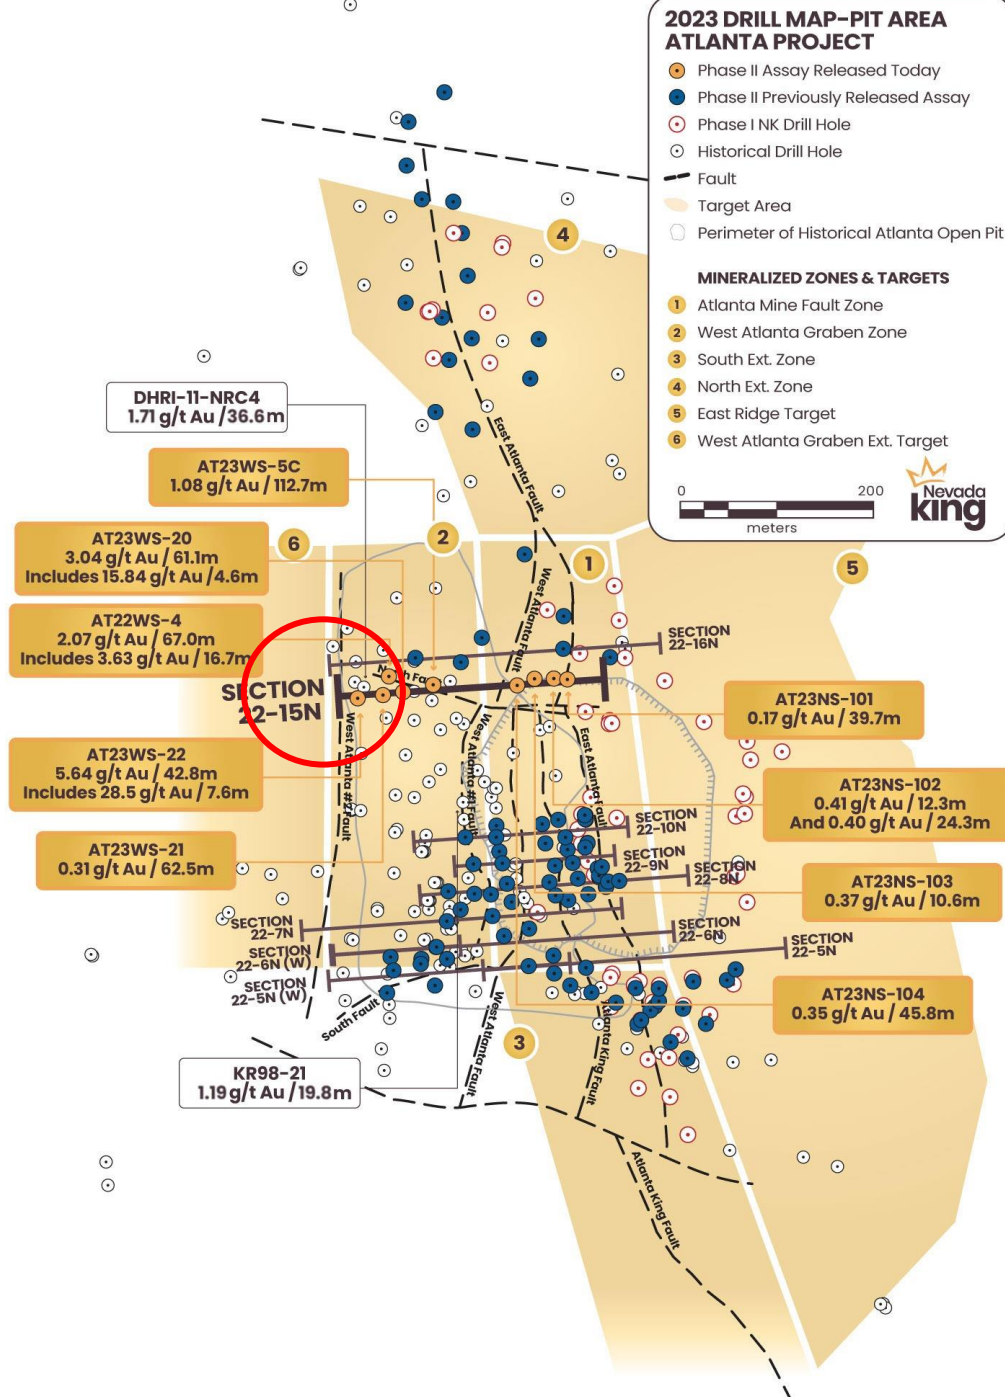 2023 DRILL MAP-PIT AREA
ATLANTA PROJECT
Phase II Assay Released Today
Phase II Previously Released Assay
Phase I NK Drill Hole
Historical Drill Hole
Fault
Target Area
Perimeter of Historical Atlanta Open Pit
MINERALIZED ZONES & TARGETS
1 Atlanta Mine Fault Zone
2 West Atlanta Graben Zone
3 South Ext. Zone
4 North Ext. Zone
5 East Ridge Target
6 West Atlanta Graben Ext. Target
0 200
meters
Nevada
king
4
DHRI-11-NRC4
1.71 g/t Au / 36.6m
East Atlanta Fault
AT23WS-5C
1.08 g/t Au / 112.7m
AT23WS-20
3.04 g/t Au / 61.1m
Includes 15.84 g/t Au / 4.6m
6
2
1
5
West Atlanta Fault
AT22WS-4
2.07 g/t Au / 67.0m
Includes 3.63 g/t Au / 16.7m
SECTION
22-16N
North Fa
SECTION
22-15N
AT23NS-101
0.17 g/t Au / 39.7m
West Atlanta #2 Fault
West Atlanta #1 Fault
East Atlanta Fault
AT23WS-22
5.64 g/t Au / 42.8m
Includes 28.5 g/t Au / 7.6m
AT23NS-102
0.41 g/t Au / 12.3m
And 0.40 g/t Au / 24.3m
SECTION
22-10N
AT23WS-21
0.31 g/t Au / 62.5m
SECTION
22-9N
SECTION
22-8N
AT23NS-103
0.37 g/t Au / 10.6m
SECTION
22-7N
SECTION
22-6N
SECTION
22-6N (W)
SECTION
22-5N
SECTION
22-5N (W)
AT23NS-104
0.35 g/t Au / 45.8m
South Fault
West Atlanta Fault
3
Atlanta King Fault
KR98-21
1.19 g/t Au / 19.8m
Atlanta King Fault